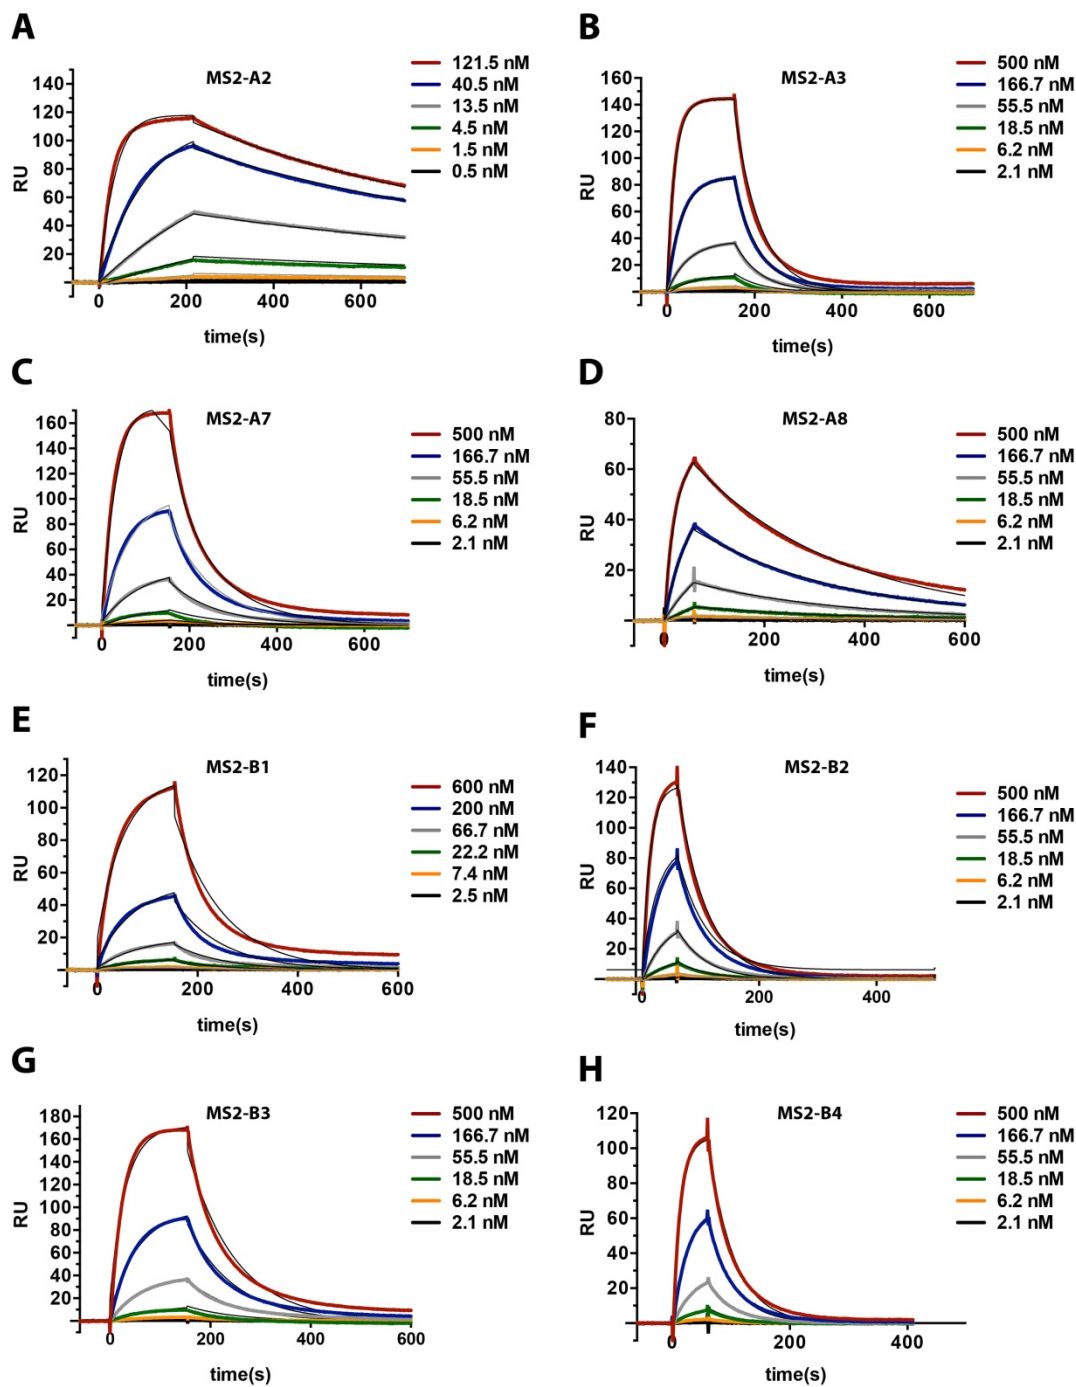 A
MS2-A2
140
120
100
80
60
40
20
RU
0
200
400
600
time(s)
121.5 nM
40.5 nM
13.5 nM
4.5 nM
1.5 nM
0.5 nM
B
MS2-A3
160
140
120
100
80
60
40
20
RU
0
200
400
600
time(s)
500 nM
166.7 nM
55.5 nM
18.5 nM
6.2 nM
2.1 nM
C
MS2-A7
160
140
120
100
80
60
40
20
RU
0
200
400
600
time(s)
500 nM
166.7 nM
55.5 nM
18.5 nM
6.2 nM
2.1 nM
D
MS2-A8
80
60
40
20
RU
0
200
400
600
time(s)
500 nM
166.7 nM
55.5 nM
18.5 nM
6.2 nM
2.1 nM
E
MS2-B1
120
100
80
60
40
20
RU
0
200
400
600
time(s)
600 nM
200 nM
66.7 nM
22.2 nM
7.4 nM
2.5 nM
F
MS2-B2
140
120
100
80
60
40
20
RU
0
200
400
time(s)
500 nM
166.7 nM
55.5 nM
18.5 nM
6.2 nM
2.1 nM
G
MS2-B3
180
160
140
120
100
80
60
40
20
RU
0
200
400
600
time(s)
500 nM
166.7 nM
55.5 nM
18.5 nM
6.2 nM
2.1 nM
H
MS2-B4
120
100
80
60
40
20
RU
0
200
400
time(s)
500 nM
166.7 nM
55.5 nM
18.5 nM
6.2 nM
2.1 nM